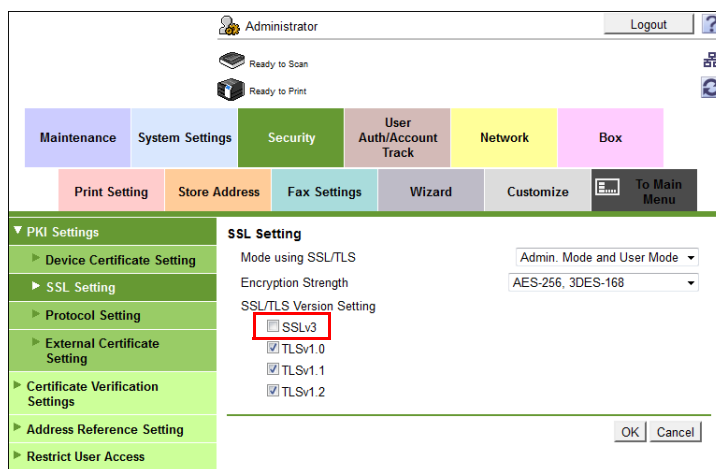 Administrator
Logout
?
Ready to Scan
Ready to Print
Maintenance
System Settings
Security
User
Auth/Account
Track
Network
Box
Print Setting
Store Address
Fax Settings
Wizard
Customize
To Main
Menu
PKI Settings
Device Certificate Setting
SSL Setting
Protocol Setting
External Certificate
Setting
Certificate Verification
Settings
Address Reference Setting
Restrict User Access
SSL Setting
Mode using SSL/TLS
Admin. Mode and User Mode
Encryption Strength
AES-256, 3DES-168
SSL/TLS Version Setting
SSLv3
TLSv1.0
TLSv1.1
TLSv1.2
OK
Cancel